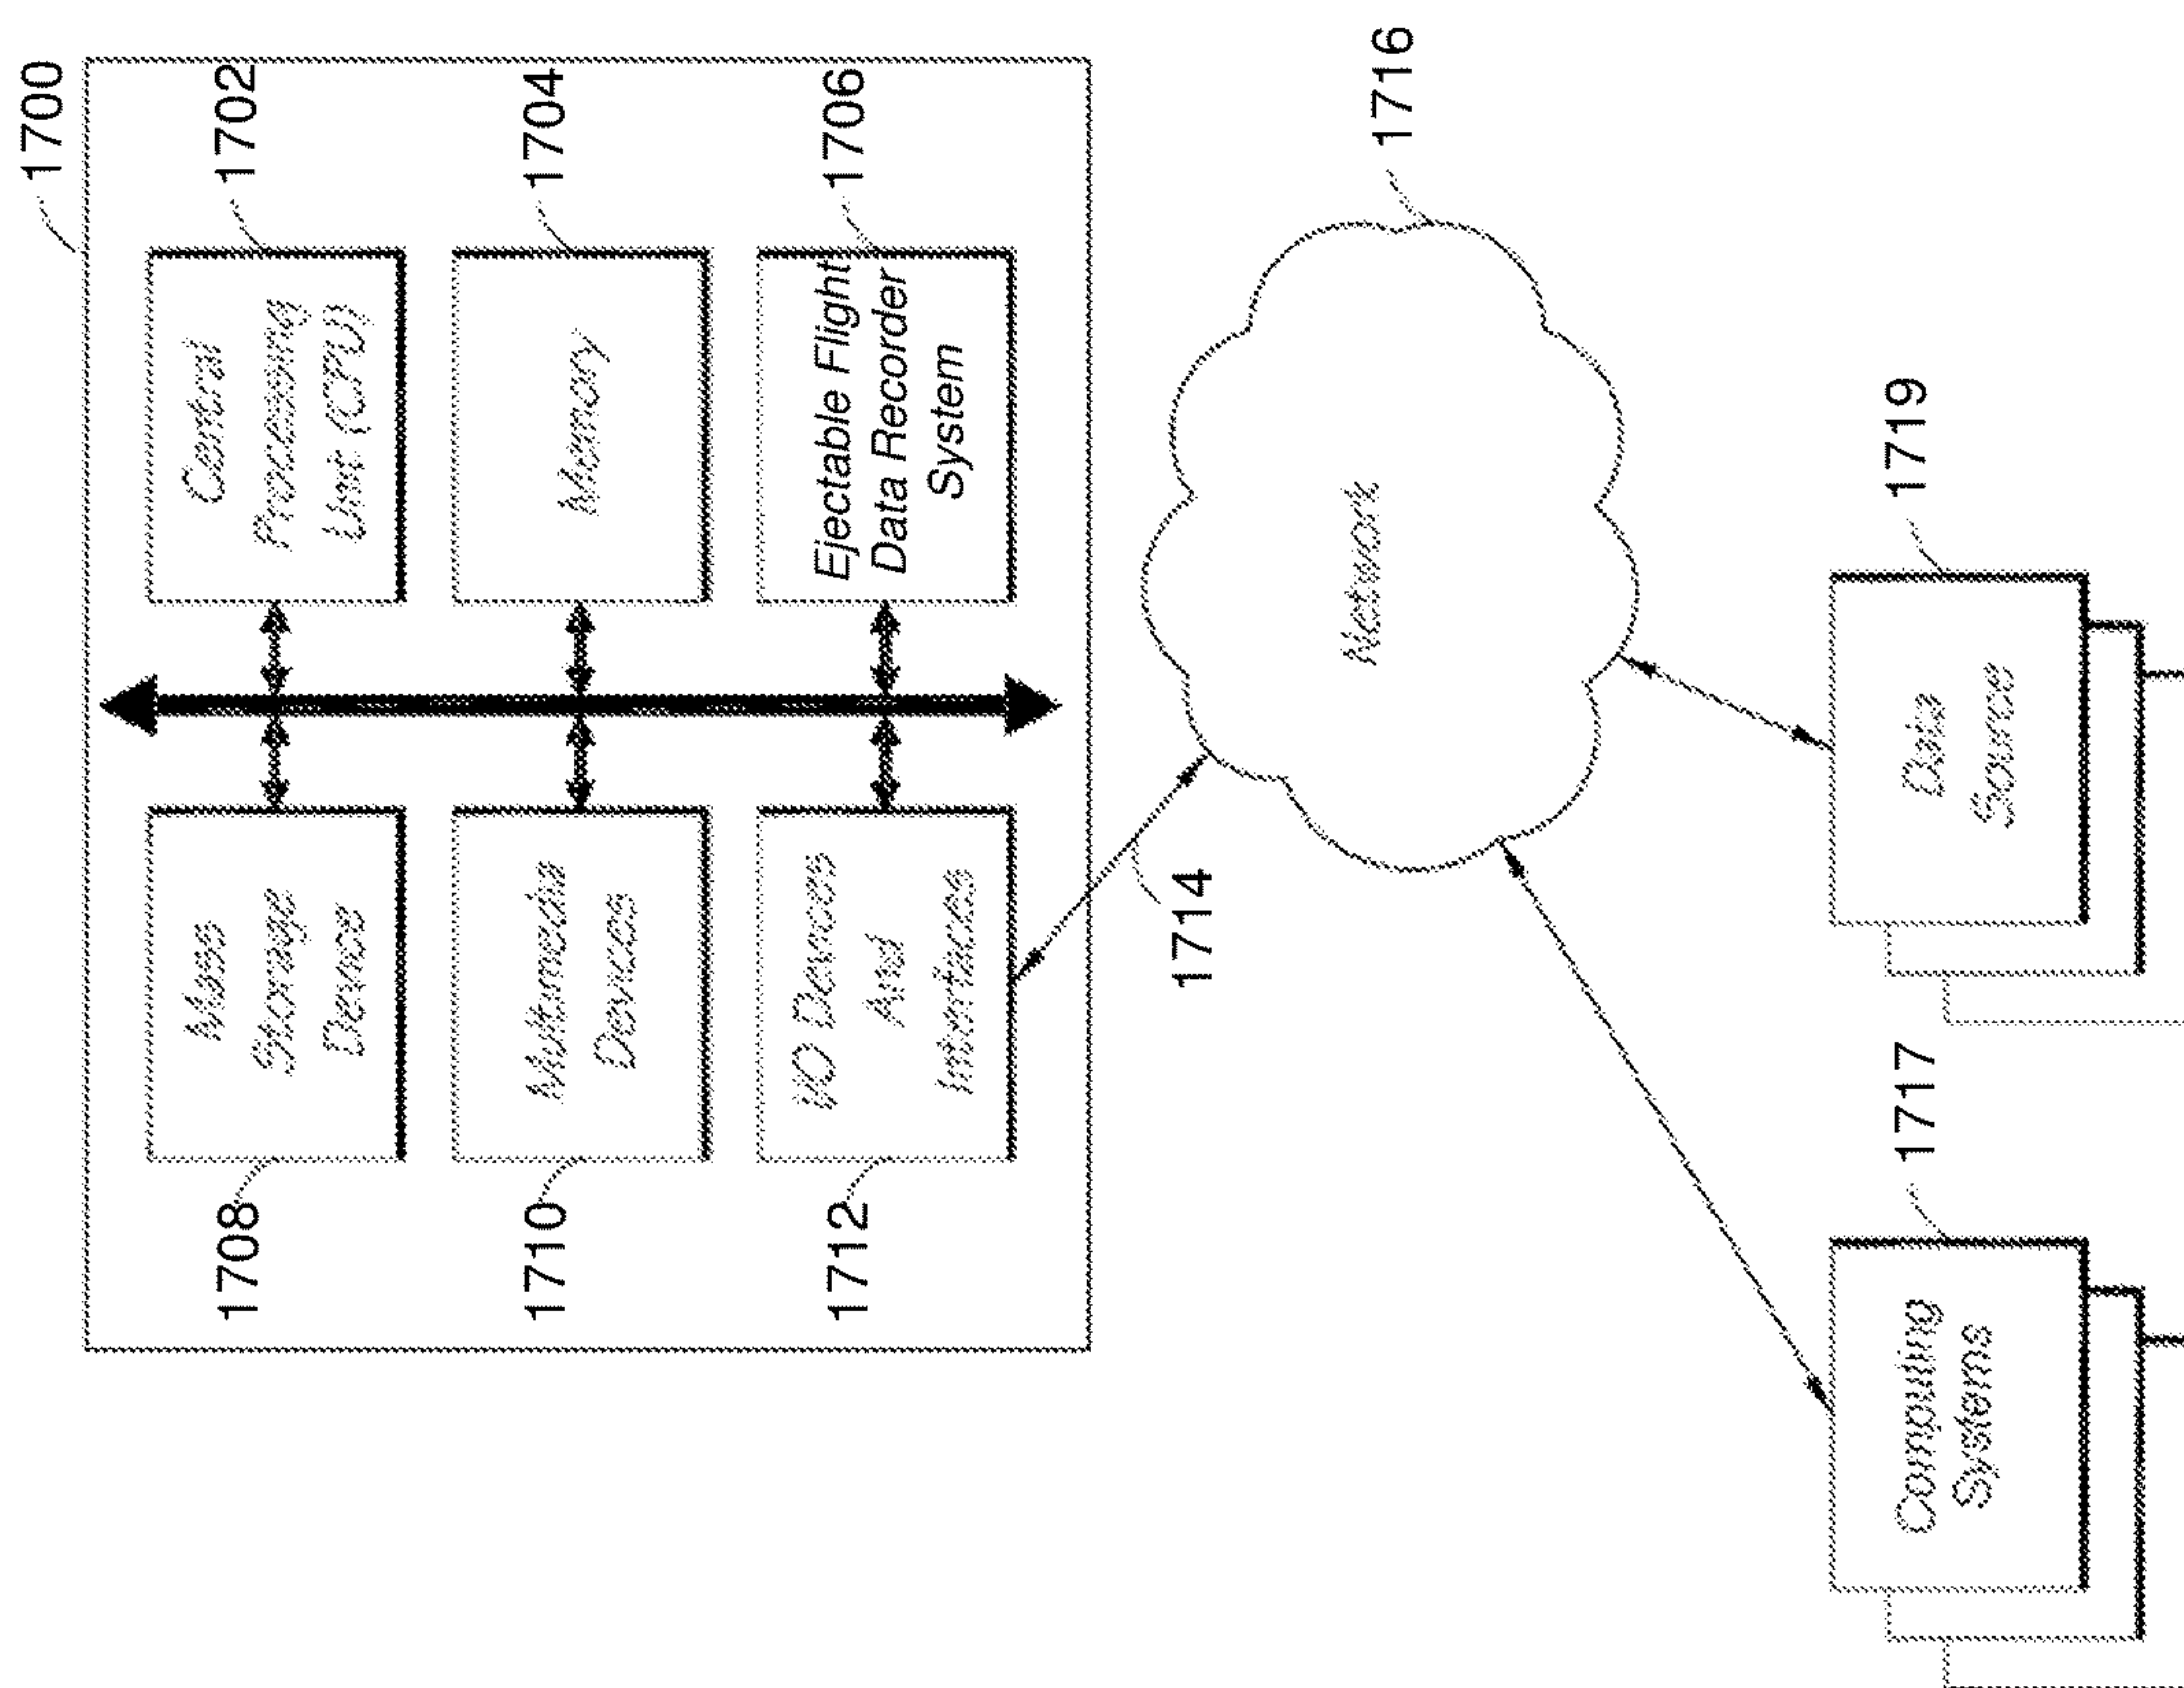 1700
1708
Mass
Storage
Device
Central
Processing
Unit (CPU)
1702
1710
Multimedia
Devices
Memory
1704
1712
I/O Devices
And
Interfaces
Ejectable Flight
Data Recorder
System
1706
1714
Network
1716
Computing
Systems
1717
Data
Source
1719